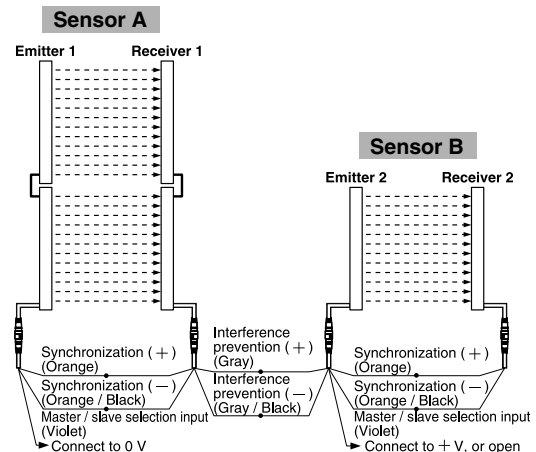 Sensor A
Emitter 1
Receiver 1
Sensor B
Emitter 2
Receiver 2
Synchronization (+)
(Orange)
Synchronization (−)
(Orange / Black)
Master / slave selection input
(Violet)
Connect to 0 V
Interference
prevention (+)
(Gray)
Interference
prevention (−)
(Gray / Black)
Synchronization (+)
(Orange)
Synchronization (−)
(Orange / Black)
Master / slave selection input
(Violet)
Connect to + V, or open